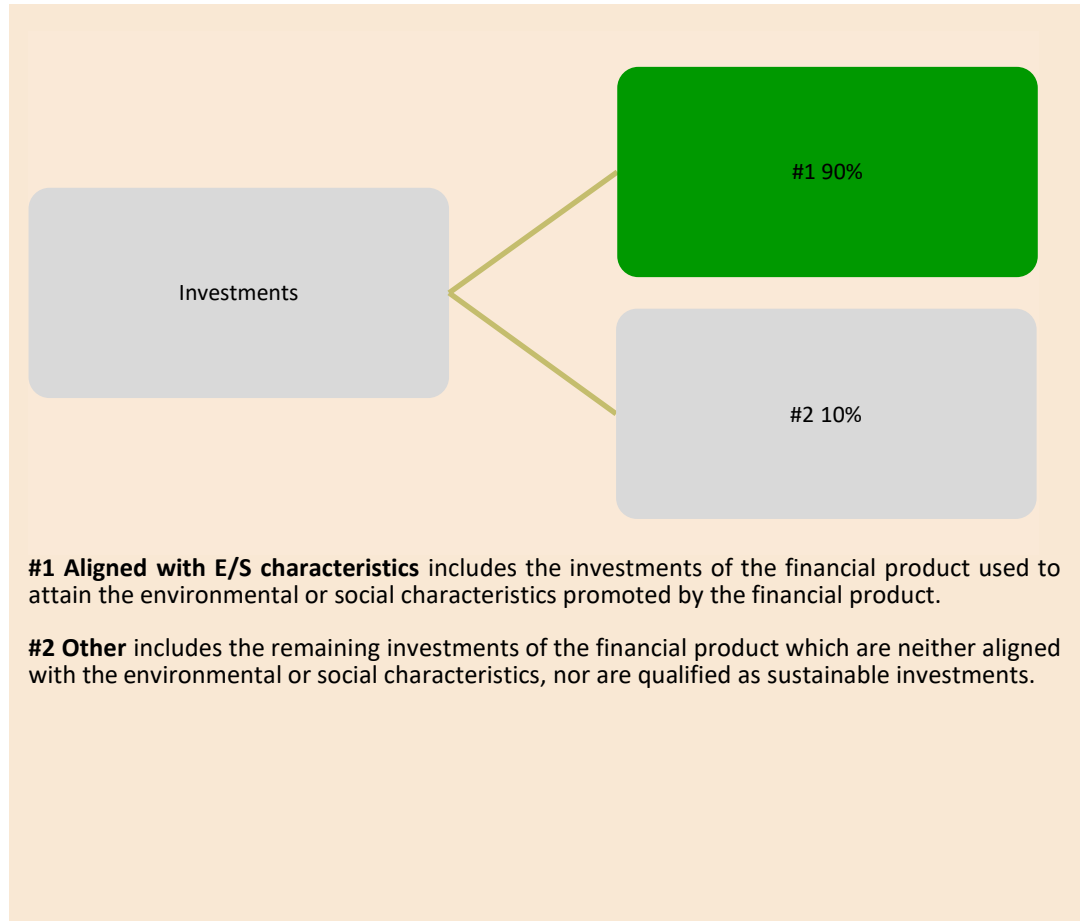 #1 90%
Investments
#2 10%
#1 Aligned with E/S characteristics includes the investments of the financial product used to
attain the environmental or social characteristics promoted by the financial product.
#2 Other includes the remaining investments of the financial product which are neither aligned
with the environmental or social characteristics, nor are qualified as sustainable investments.